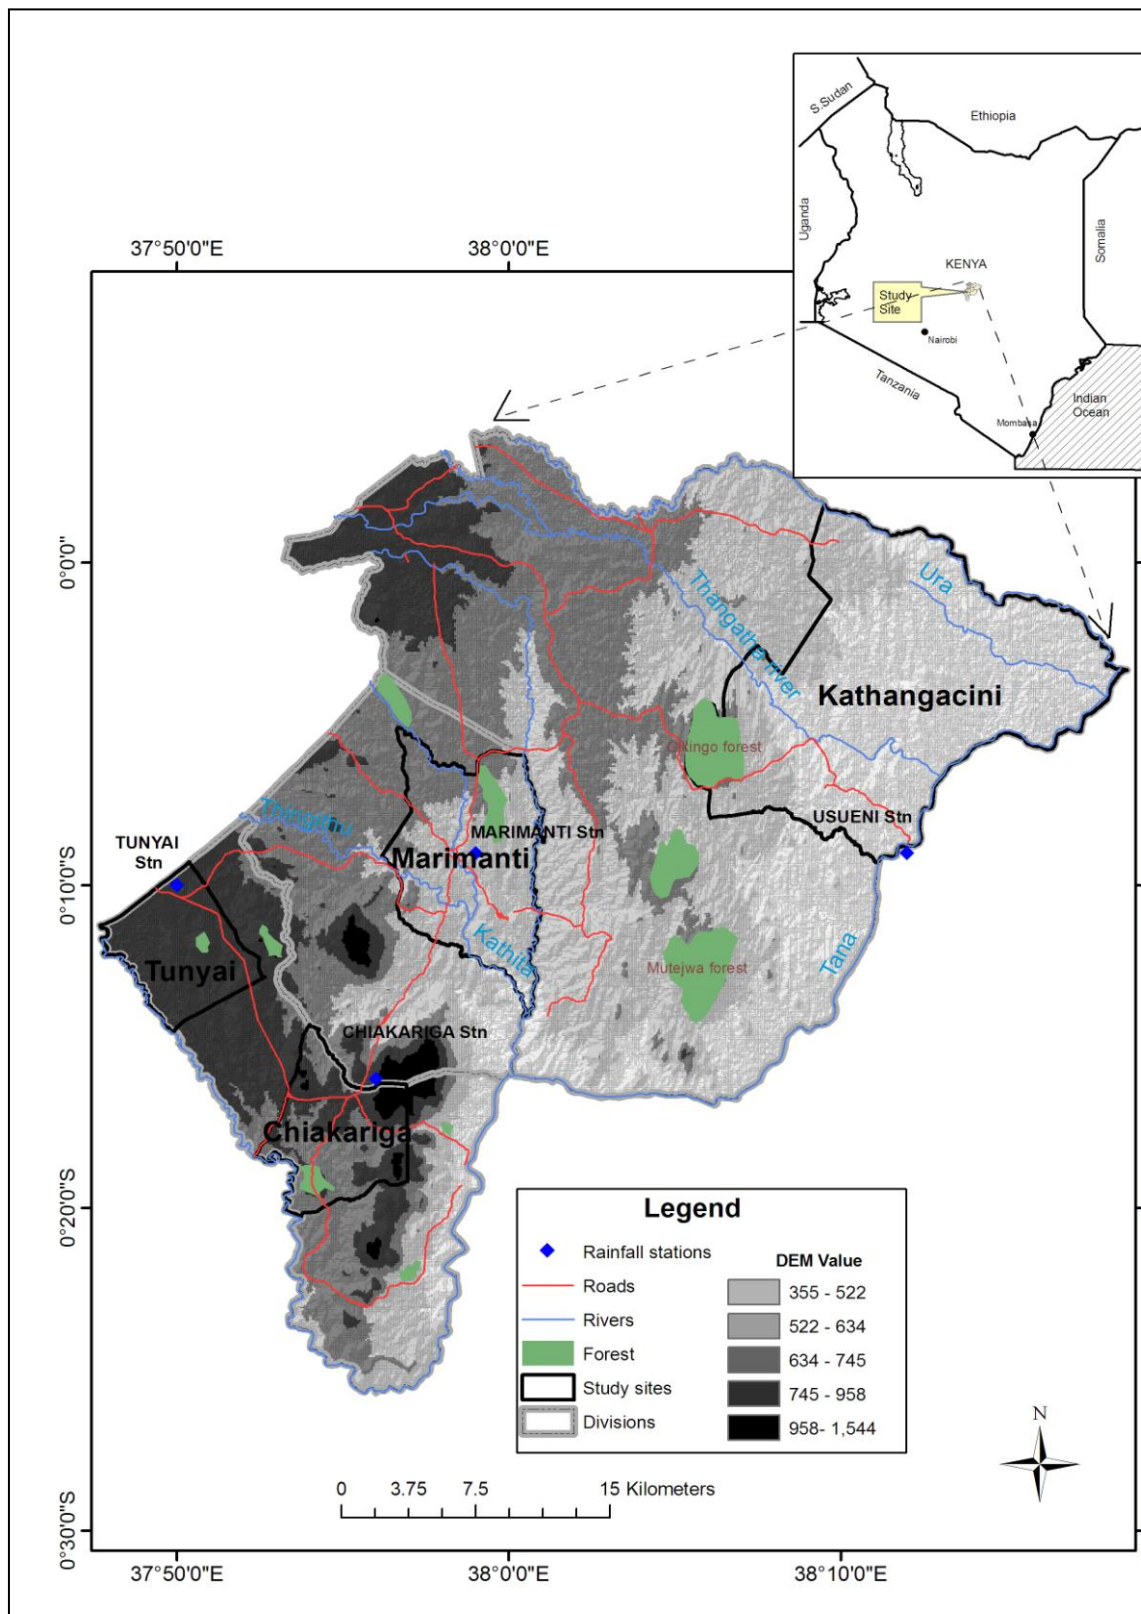 S.Sudan
Ethiopia
Uganda
Somalia
KENYA
Study
Site
Nairobi
Tanzania
Indian
Ocean
Mombasa
37°50'0"E
38°0'0"E
0°0'0"
0°10'0"S
0°20'0"S
0°30'0"S
Ura
Thangatha river
Kathangacini
forest
Thingithu
TUNYAI
Stn
MARIMANTI Stn
Marimanti
USUENI Stn
Kathita
Tunyai
Mutejwa forest
Tana
CHIAKARIGA Stn
Chiakariga
Legend
Rainfall stations
Roads
Rivers
Forest
Study sites
Divisions
DEM Value
355 - 522
522 - 634
634 - 745
745 - 958
958- 1,544
N
0
3.75
7.5
15 Kilometers
37°50'0"E
38°0'0"E
38°10'0"E